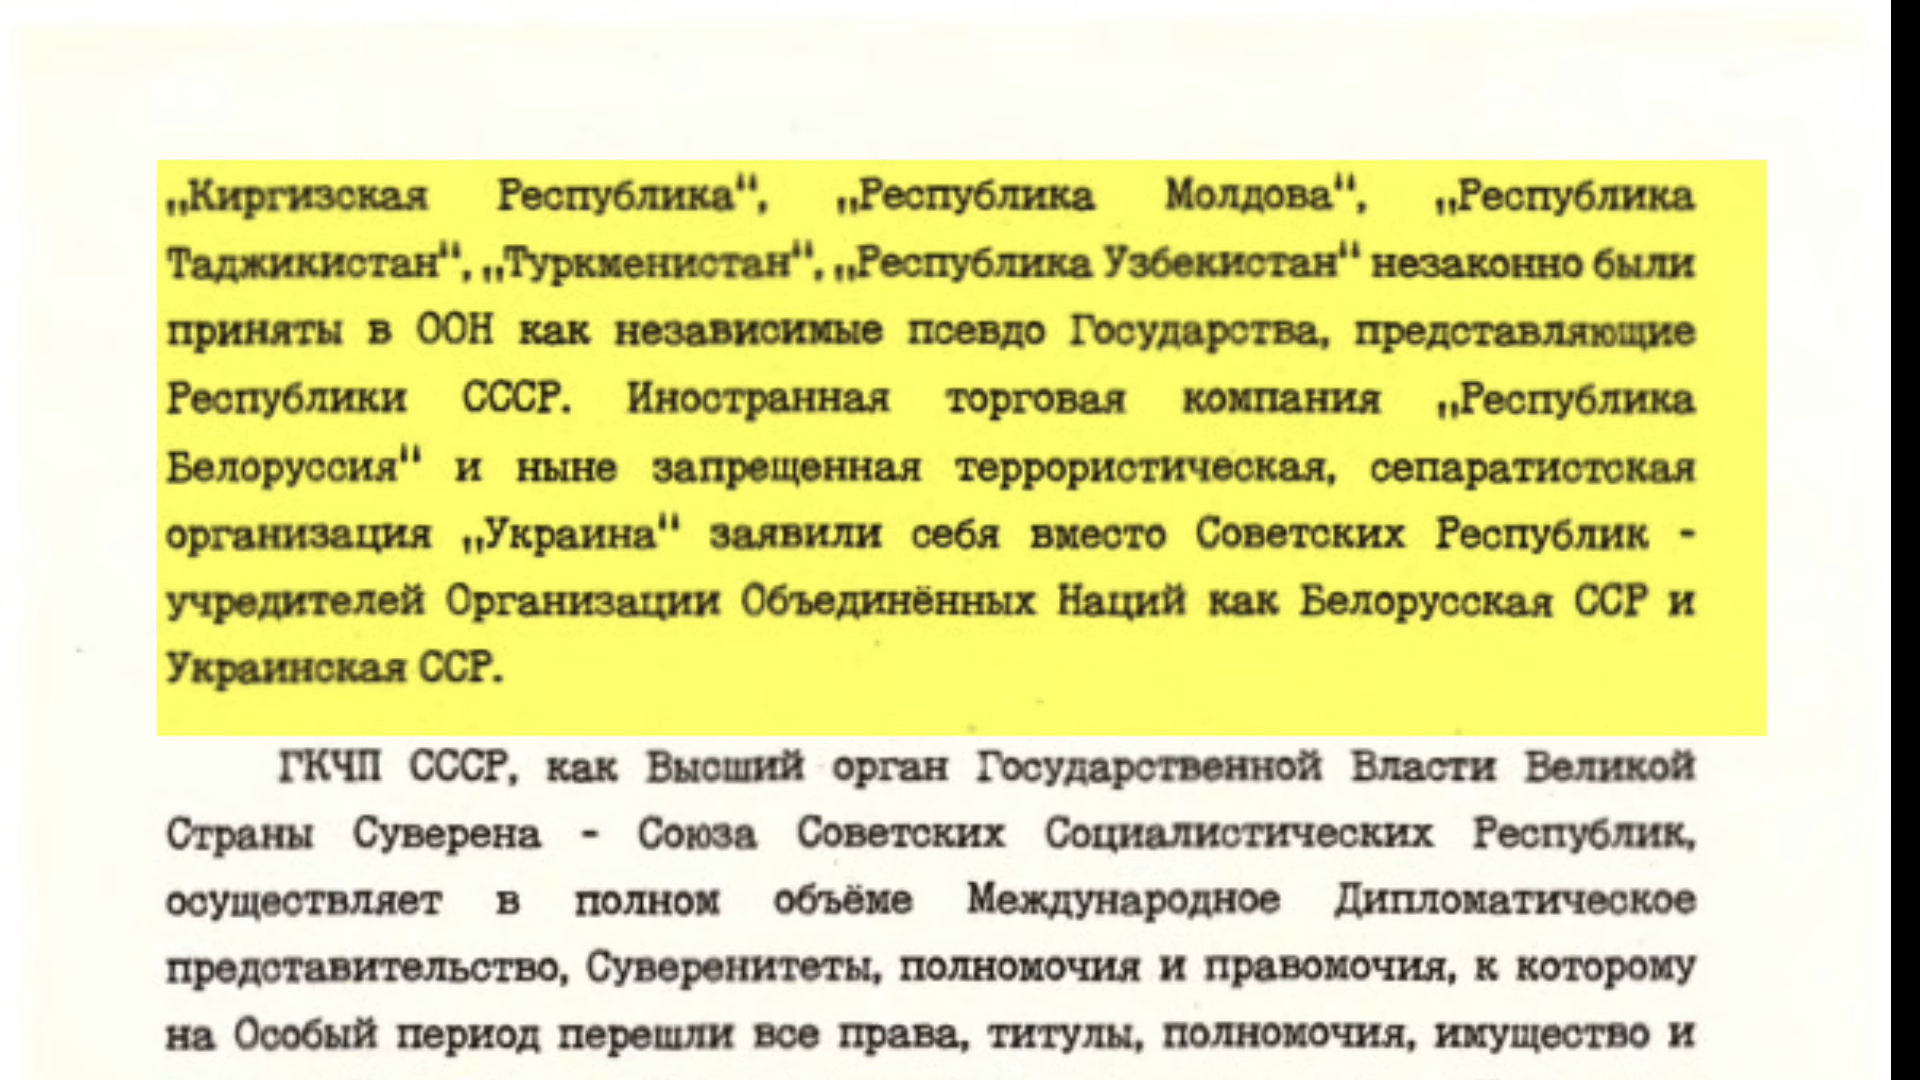 „Киргизская Республика“, „Республика Молдова“, „Республика
Таджикистан“, „Туркменистан“, „Республика Узбекистан“ незаконно были
приняты в ООН как независимые псевдо Государства, представляющие
Республики СССР. Иностранная торговая компания „Республика
Белоруссия“ и ныне запрещенная террористическая, сепаратистская
организация „Украина“ заявили себя вместо Советских Республик -
учредителей Организации Объединённых Наций как Белорусская ССР и
Украинская ССР.
ГКЧП СССР, как Высший орган Государственной Власти Великой
Страны Суверена - Союза Советских Социалистических Республик,
осуществляет в полном объёме Международное Дипломатическое
представительство, Суверенитеты, полномочия и правомочия, к которому
на Особый период перешли все права, титулы, полномочия, имущество и